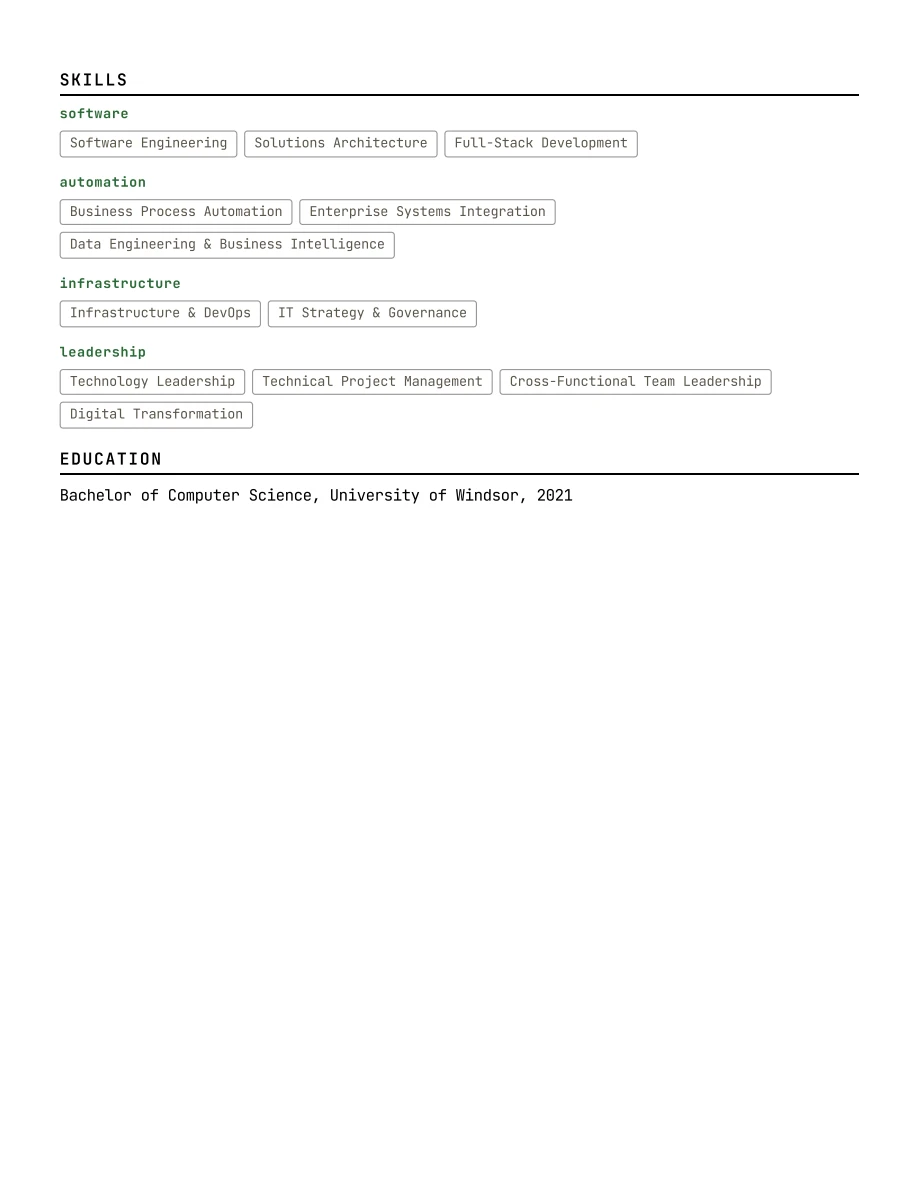 SKILLS
software
Software Engineering Solutions Architecture Full-Stack Development
automation
Business Process Automation Enterprise Systems Integration
Data Engineering & Business Intelligence
infrastructure
Infrastructure & DevOps IT Strategy & Governance
leadership
Technology Leadership Technical Project Management Cross-Functional Team Leadership
Digital Transformation
EDUCATION
Bachelor of Computer Science, University of Windsor, 2021